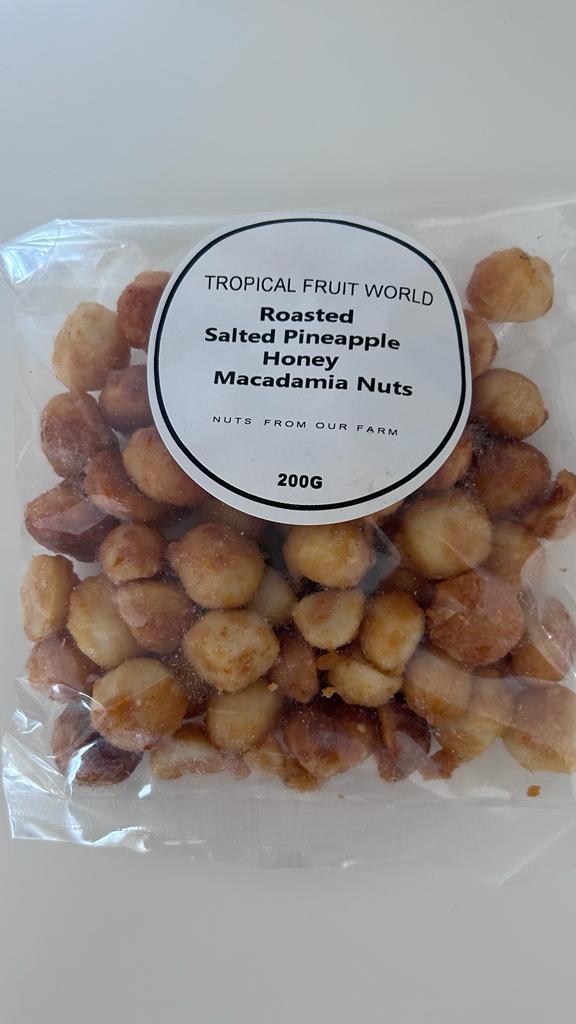 TROPICAL FRUIT WORLD
Roasted
Salted Pineapple
Honey
Macadamia Nuts
NUTS FROM OUR FARM
200G